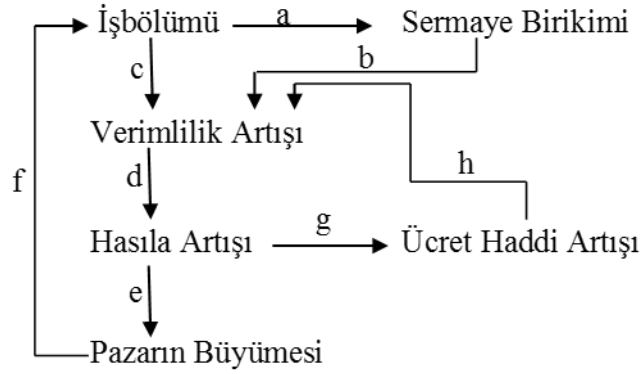 İşbölümü a Sermaye Birikimi
c b
Verimlilik Artışı
f d h
Hasıla Artışı g Ücret Haddi Artışı
e
Pazarın Büyümesi